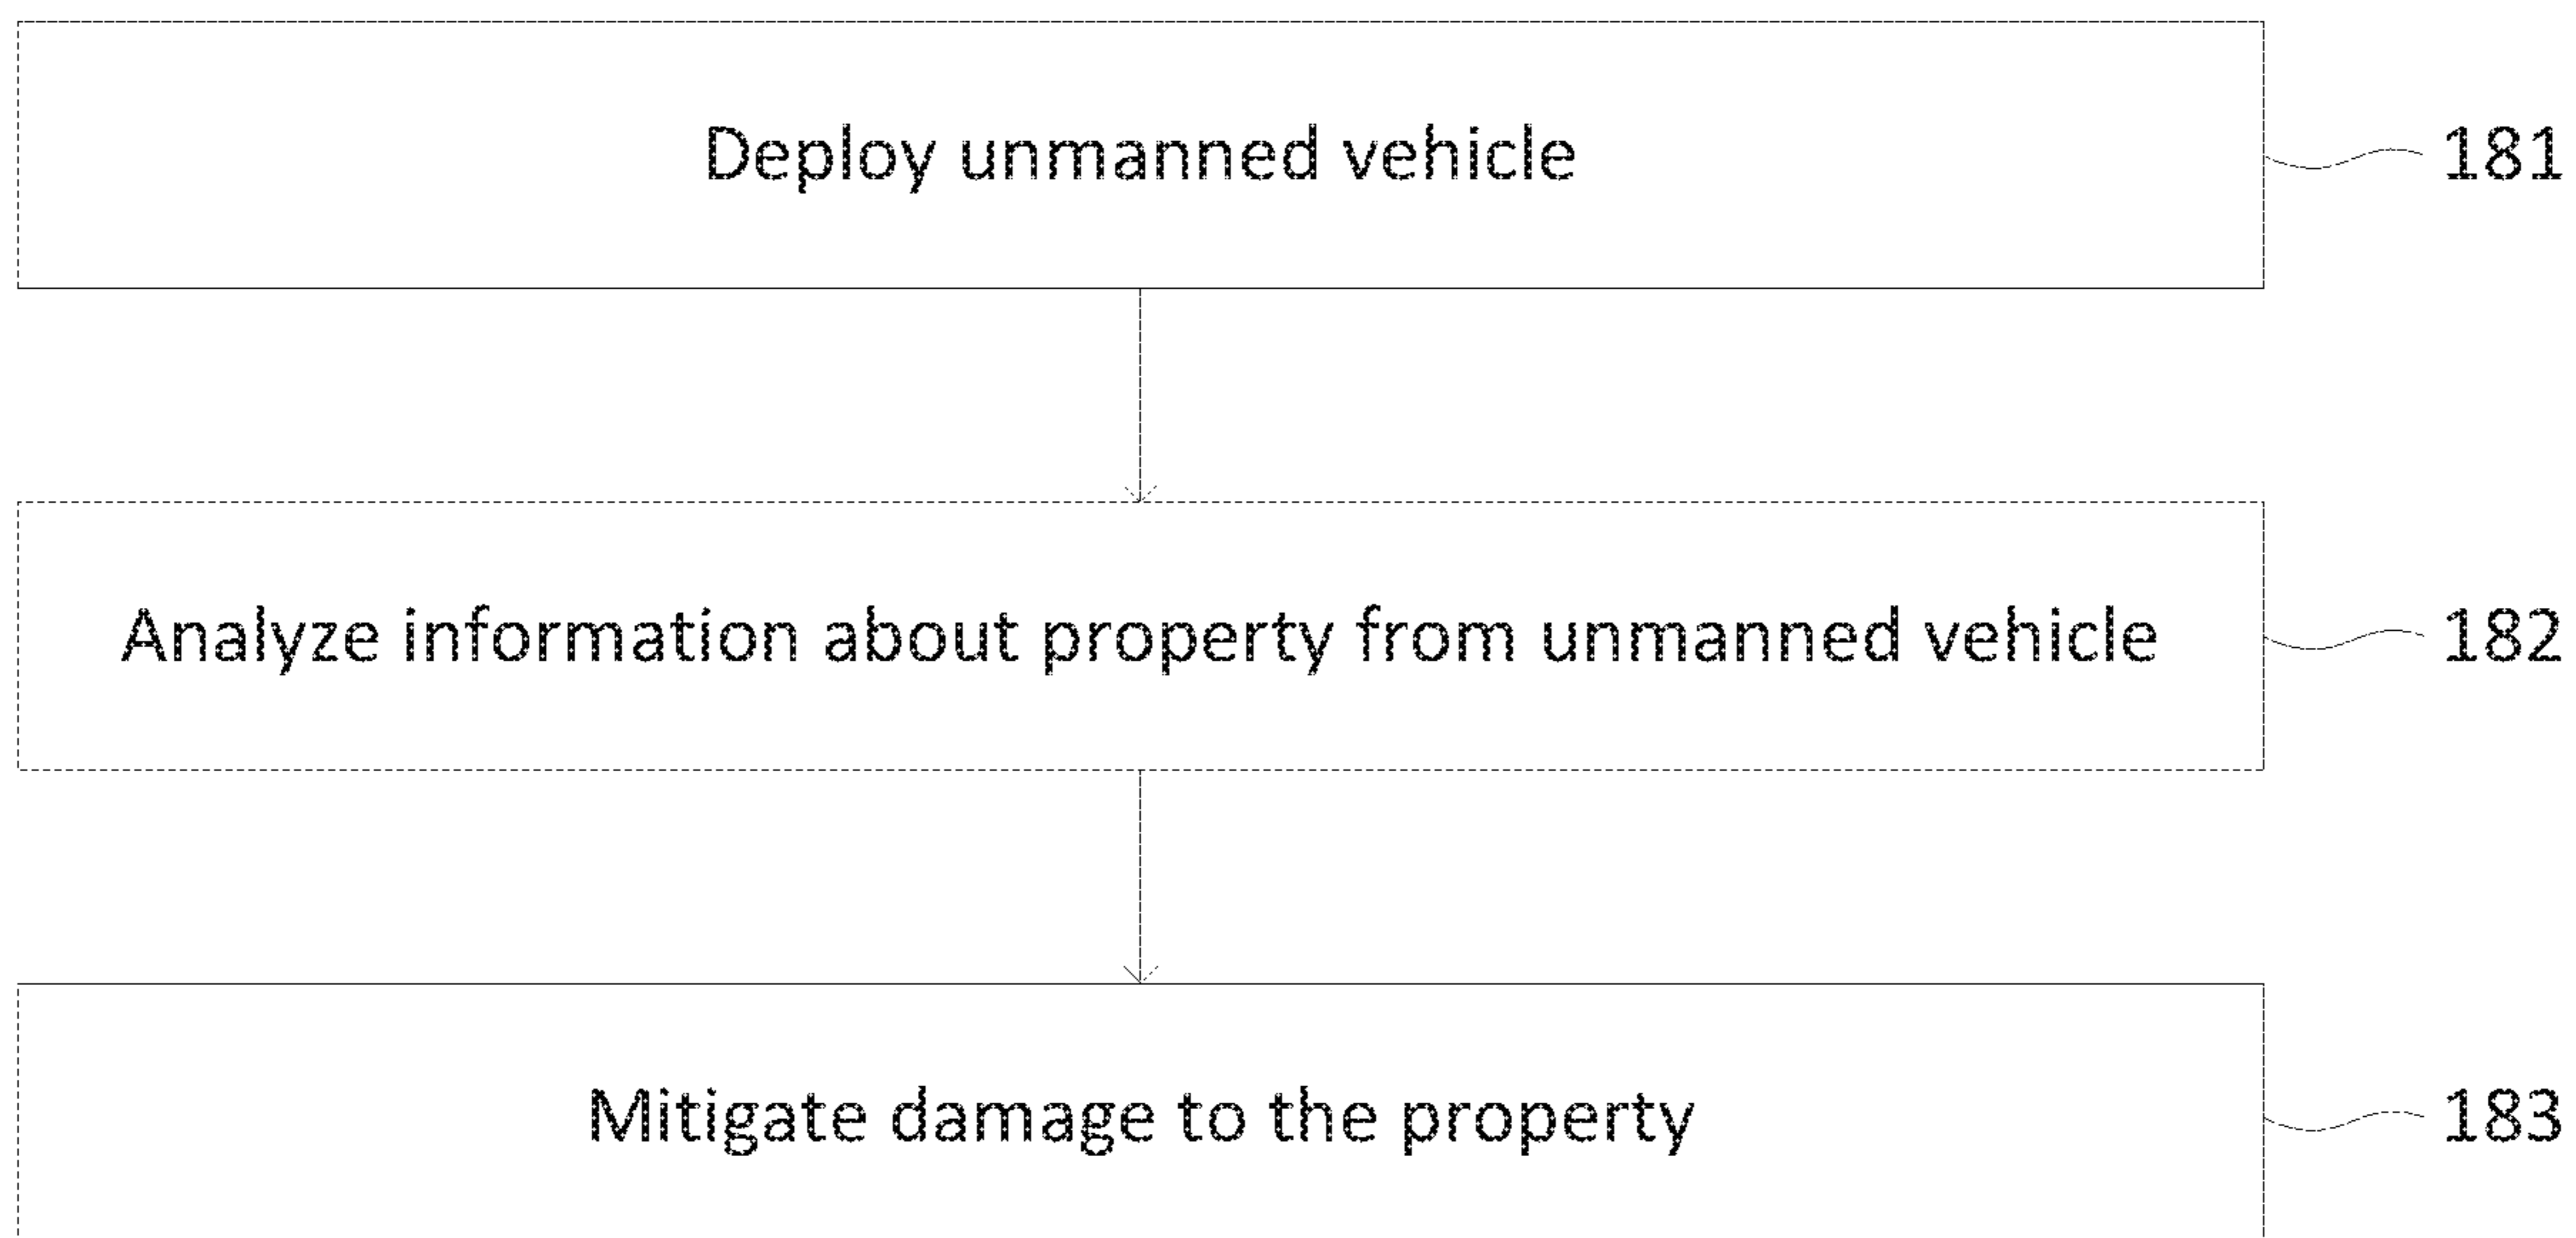 Deploy unmanned vehicle 181
Analyze information about property from unmanned vehicle 182
Mitigate damage to the property 183